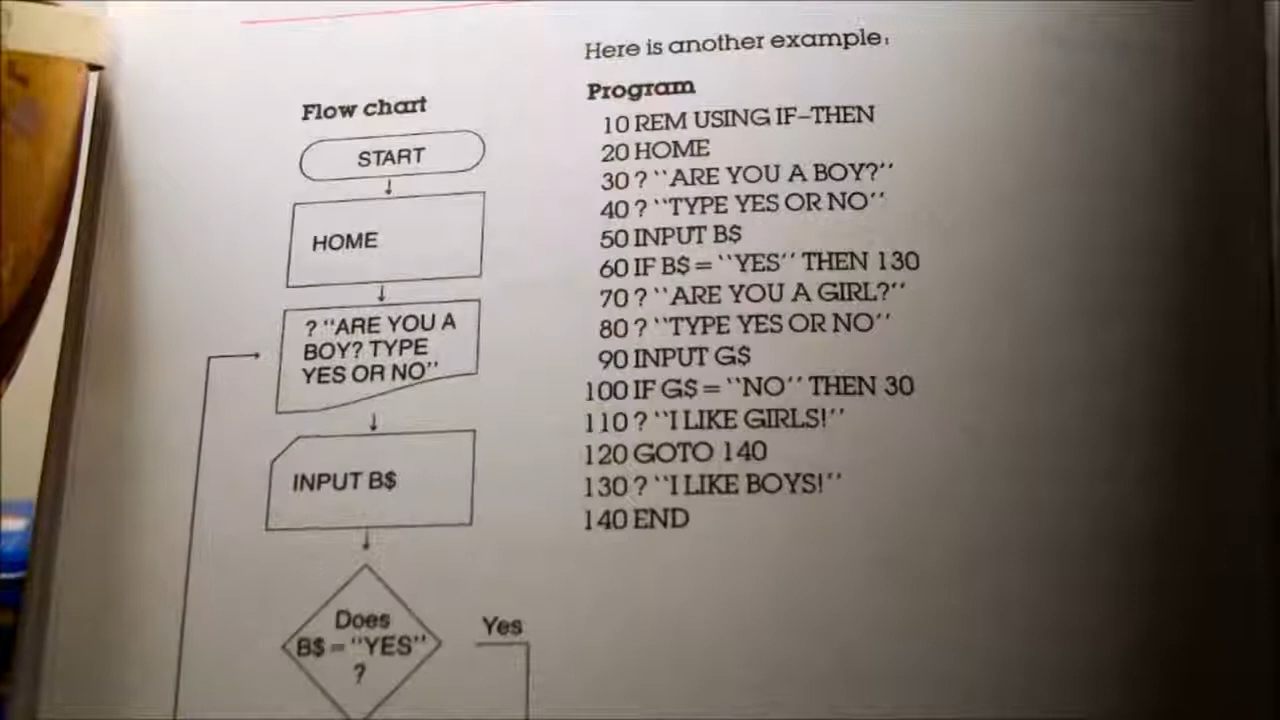 Flow chart
START
HOME
? "ARE YOU A
BOY? TYPE
YES OR NO"
INPUT B$
Does
B$ = "YES"
?
Yes
Here is another example:
Program
10 REM USING IF–THEN
20 HOME
30 ? "ARE YOU A BOY?"
40 ? "TYPE YES OR NO"
50 INPUT B$
60 IF B$ = "YES" THEN 130
70 ? "ARE YOU A GIRL?"
80 ? "TYPE YES OR NO"
90 INPUT G$
100 IF G$ = "NO" THEN 30
110 ? "I LIKE GIRLS!"
120 GOTO 140
130 ? "I LIKE BOYS!"
140 END